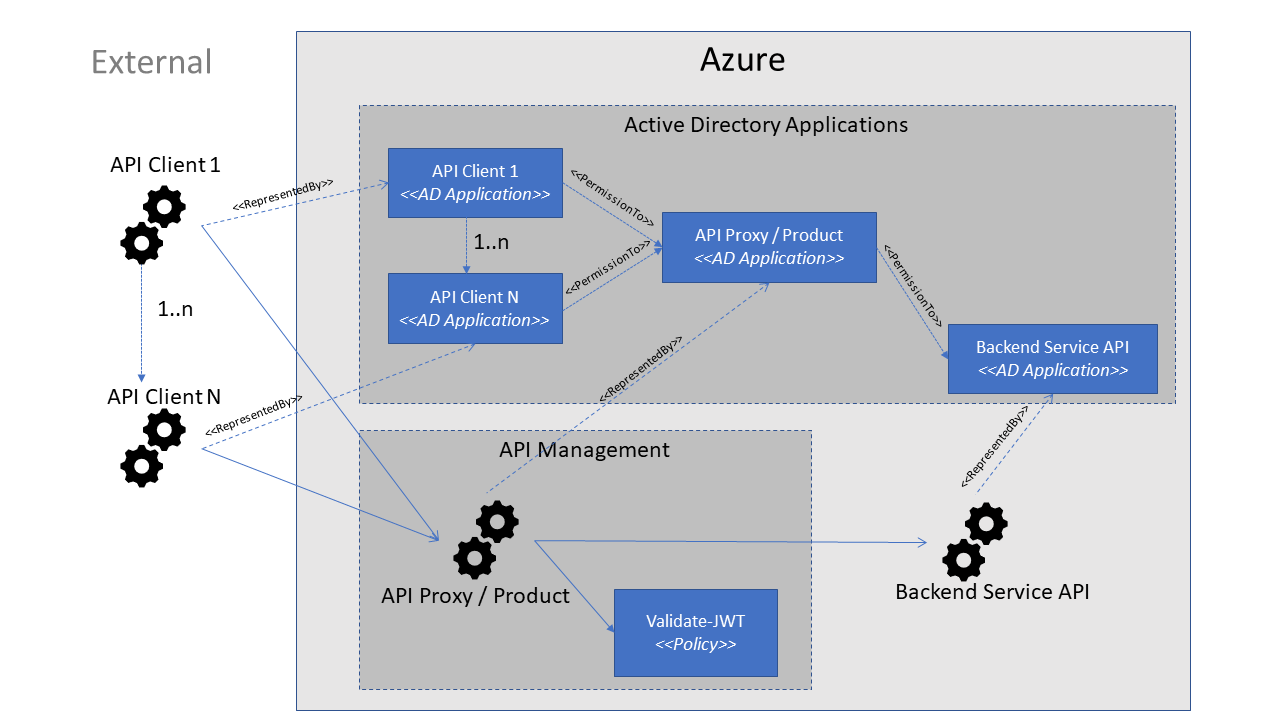 External
Azure
Active Directory Applications
API Client 1
<<RepresentedBy>>
API Client 1
<<AD Application>>
<<PermissionTo>>
1..n
API Proxy / Product
<<AD Application>>
<<PermissionTo>>
API Client N
<<AD Application>>
<<PermissionTo>>
1..n
Backend Service API
<<AD Application>>
API Client N
<<RepresentedBy>>
<<RepresentedBy>>
<<RepresentedBy>>
API Management
API Proxy / Product
Backend Service API
Validate-JWT
<<Policy>>